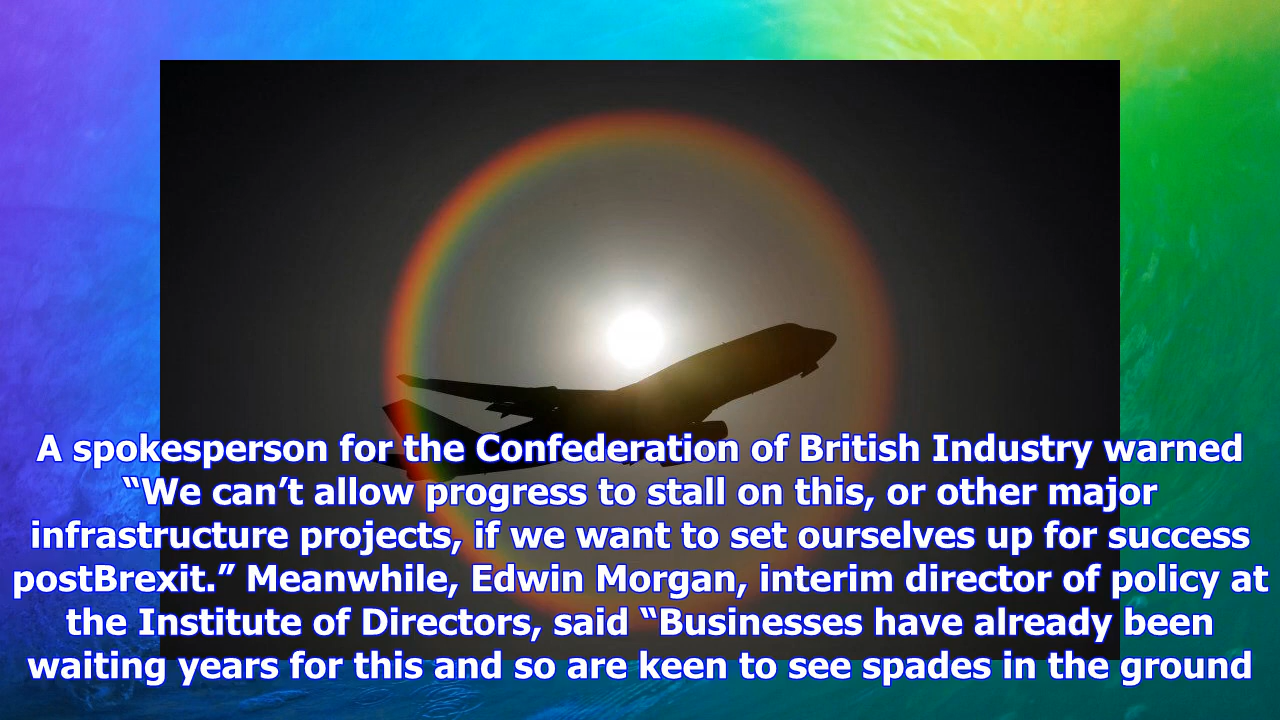 A spokesperson for the Confederation of British Industry warned
“We can’t allow progress to stall on this, or other major
infrastructure projects, if we want to set ourselves up for success
postBrexit.” Meanwhile, Edwin Morgan, interim director of policy at
the Institute of Directors, said “Businesses have already been
waiting years for this and so are keen to see spades in the ground